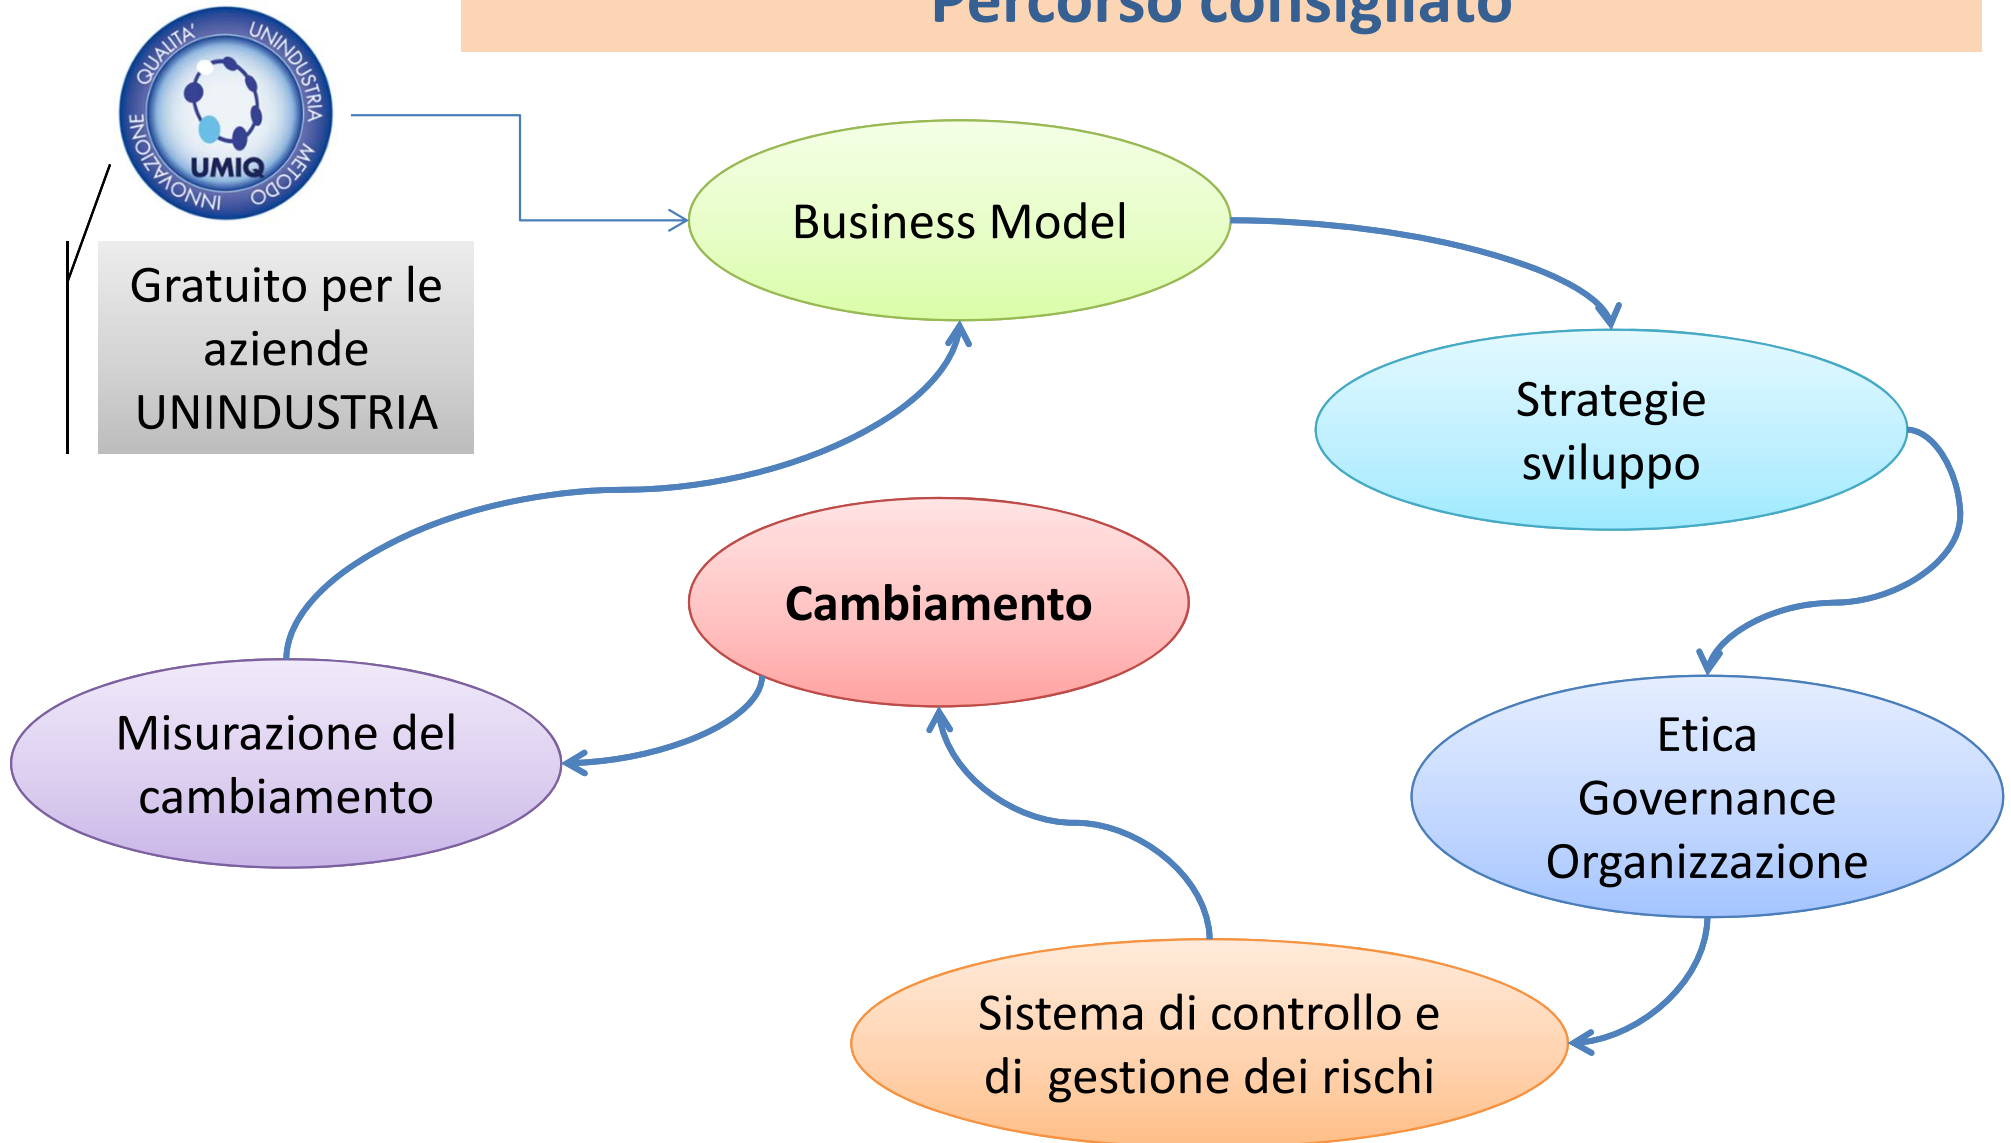 Percorso consigliato
UNINDUSTRIA METODO INNOVAZIONE QUALITA'
UMIQ
Gratuito per le
aziende
UNINDUSTRIA
Business Model
Strategie
sviluppo
Cambiamento
Misurazione del
cambiamento
Etica
Governance
Organizzazione
Sistema di controllo e
di  gestione dei rischi